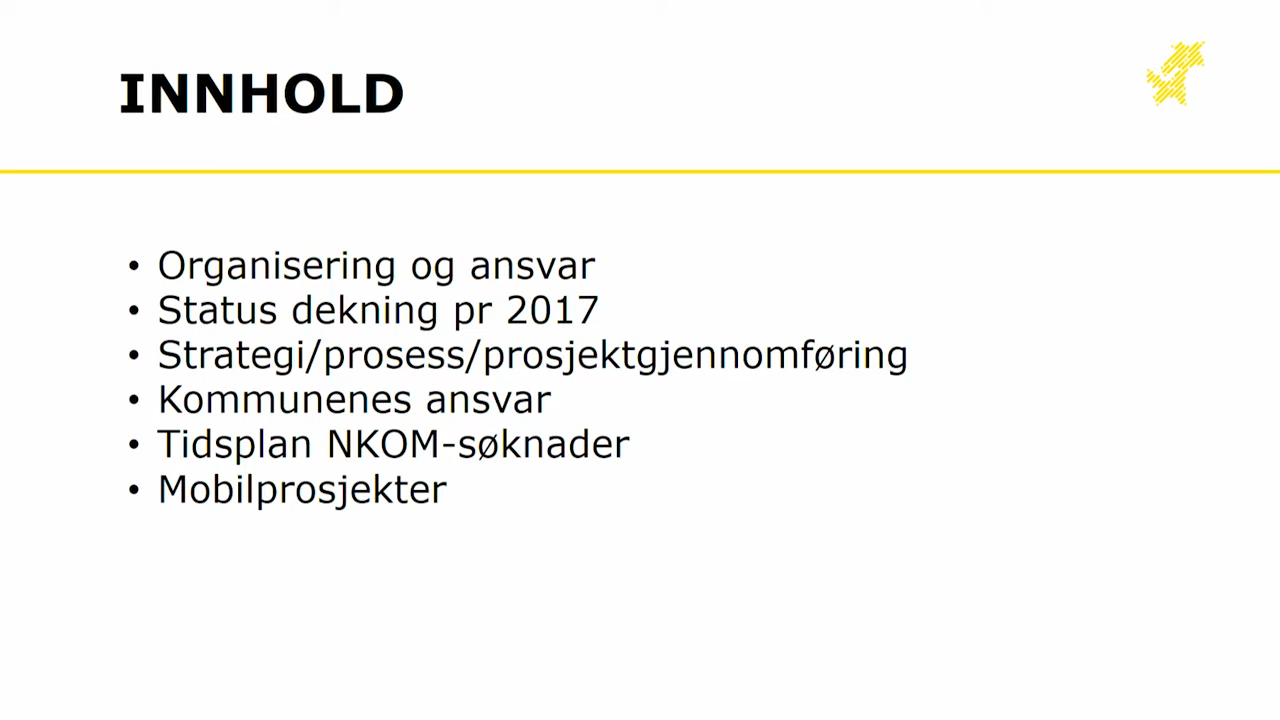 INNHOLD
• Organisering og ansvar
• Status dekning pr 2017
• Strategi/prosess/prosjektgjennomføring
• Kommunenes ansvar
• Tidsplan NKOM-søknader
• Mobilprosjekter